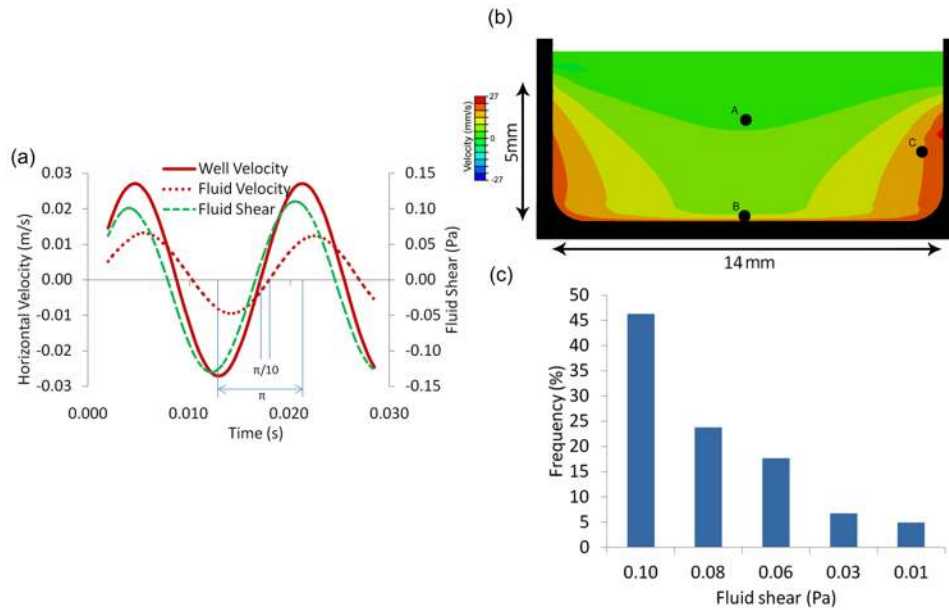 (a)
Well Velocity
Fluid Velocity
Fluid Shear
Horizontal Velocity (m/s)
0.03
0.02
0.01
0.00
-0.01
-0.02
-0.03
0.15
0.10
0.05
0.00
-0.05
-0.10
-0.15
Fluid Shear (Pa)
π/10
π
0.000
0.010
0.020
0.030
Time (s)
(b)
Velocity (mm/s)
27
0
-27
5mm
A
B
C
14mm
(c)
Frequency (%)
50
45
40
35
30
25
20
15
10
5
0
0.10 0.08 0.06 0.03 0.01
Fluid shear (Pa)